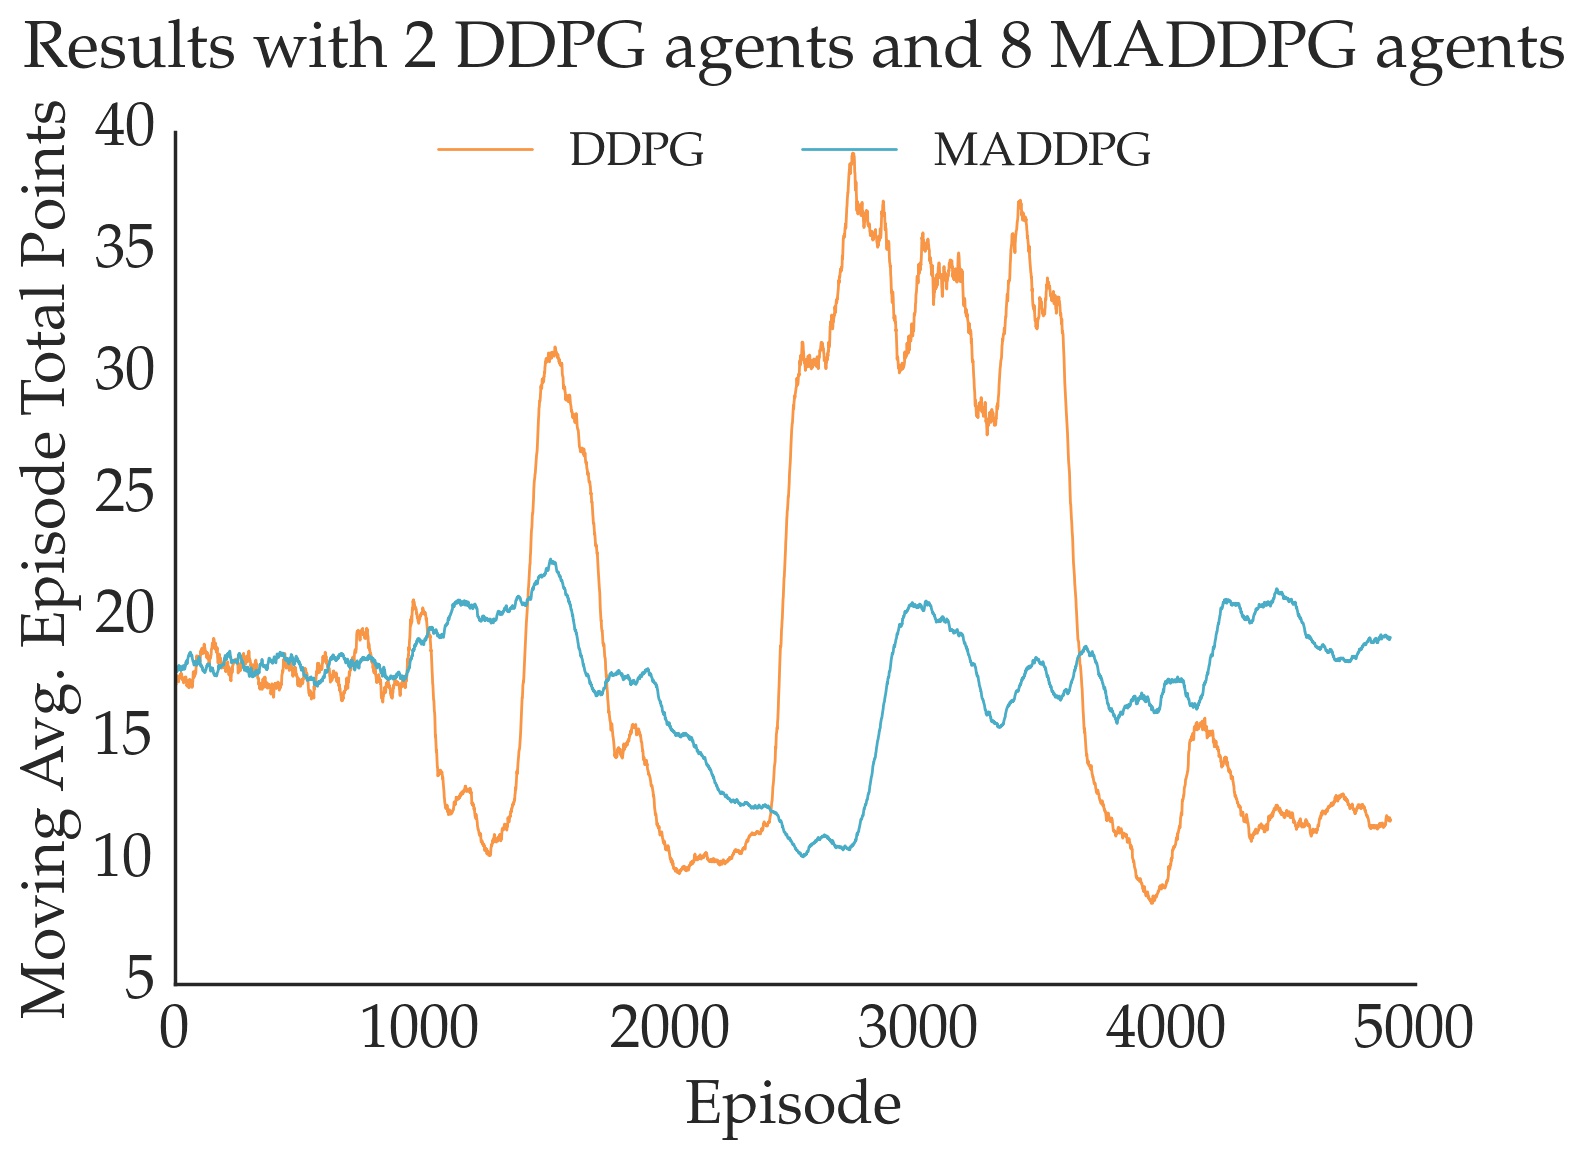 Results with 2 DDPG agents and 8 MADDPG agents
DDPG
MADDPG
Moving Avg. Episode Total Points
40
35
30
25
20
15
10
5
0
1000
2000
3000
4000
5000
Episode